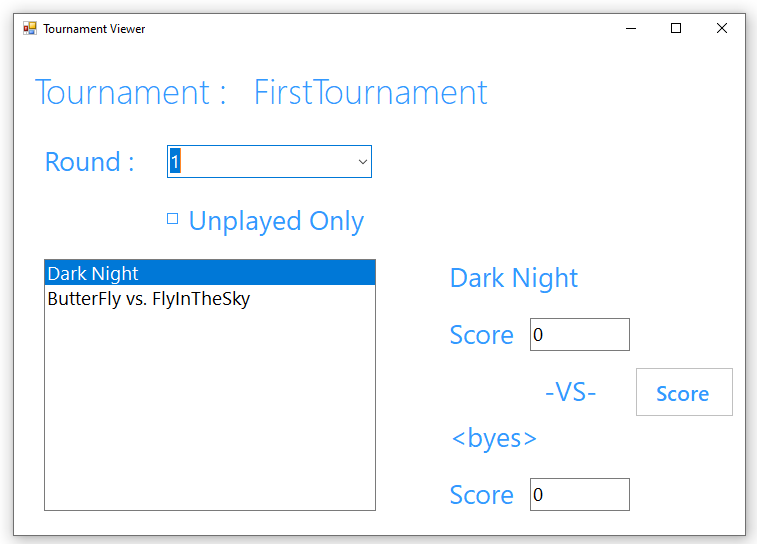 Tournament Viewer
Tournament : FirstTournament
Round : 1
Unplayed Only
Dark Night
ButterFly vs. FlyInTheSky
Dark Night
Score 0
-VS- Score
<byes>
Score 0